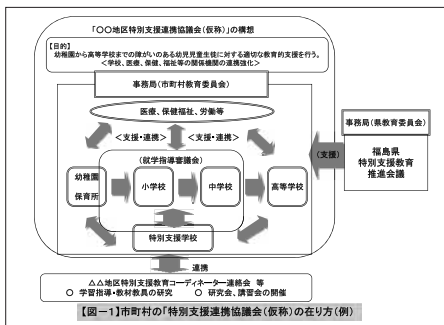 「○○地区特別支援連携協議会(仮称)」の構想
【目的】
幼稚園から高等学校までの障がいのある幼児児童生徒に対する適切な教育的支援を行う。
<学校、医療、保健、福祉等の関係機関の連携強化>
事務局(市町村教育委員会)
医療、保健福祉、労働等
<支援・連携>
<支援・連携>
(就学指導審議会)
幼稚園
保育所
小学校
中学校
高等学校
特別支援学校
事務局(県教育委員会)
(支援)
福島県
特別支援教育
推進会議
連携
△△地区特別支援教育コーディネーター連絡会 等
○ 学習指導・教材教具の研究 ○ 研究会、講習会の開催
【図-1】市町村の「特別支援連携協議会(仮称)の在り方(例)